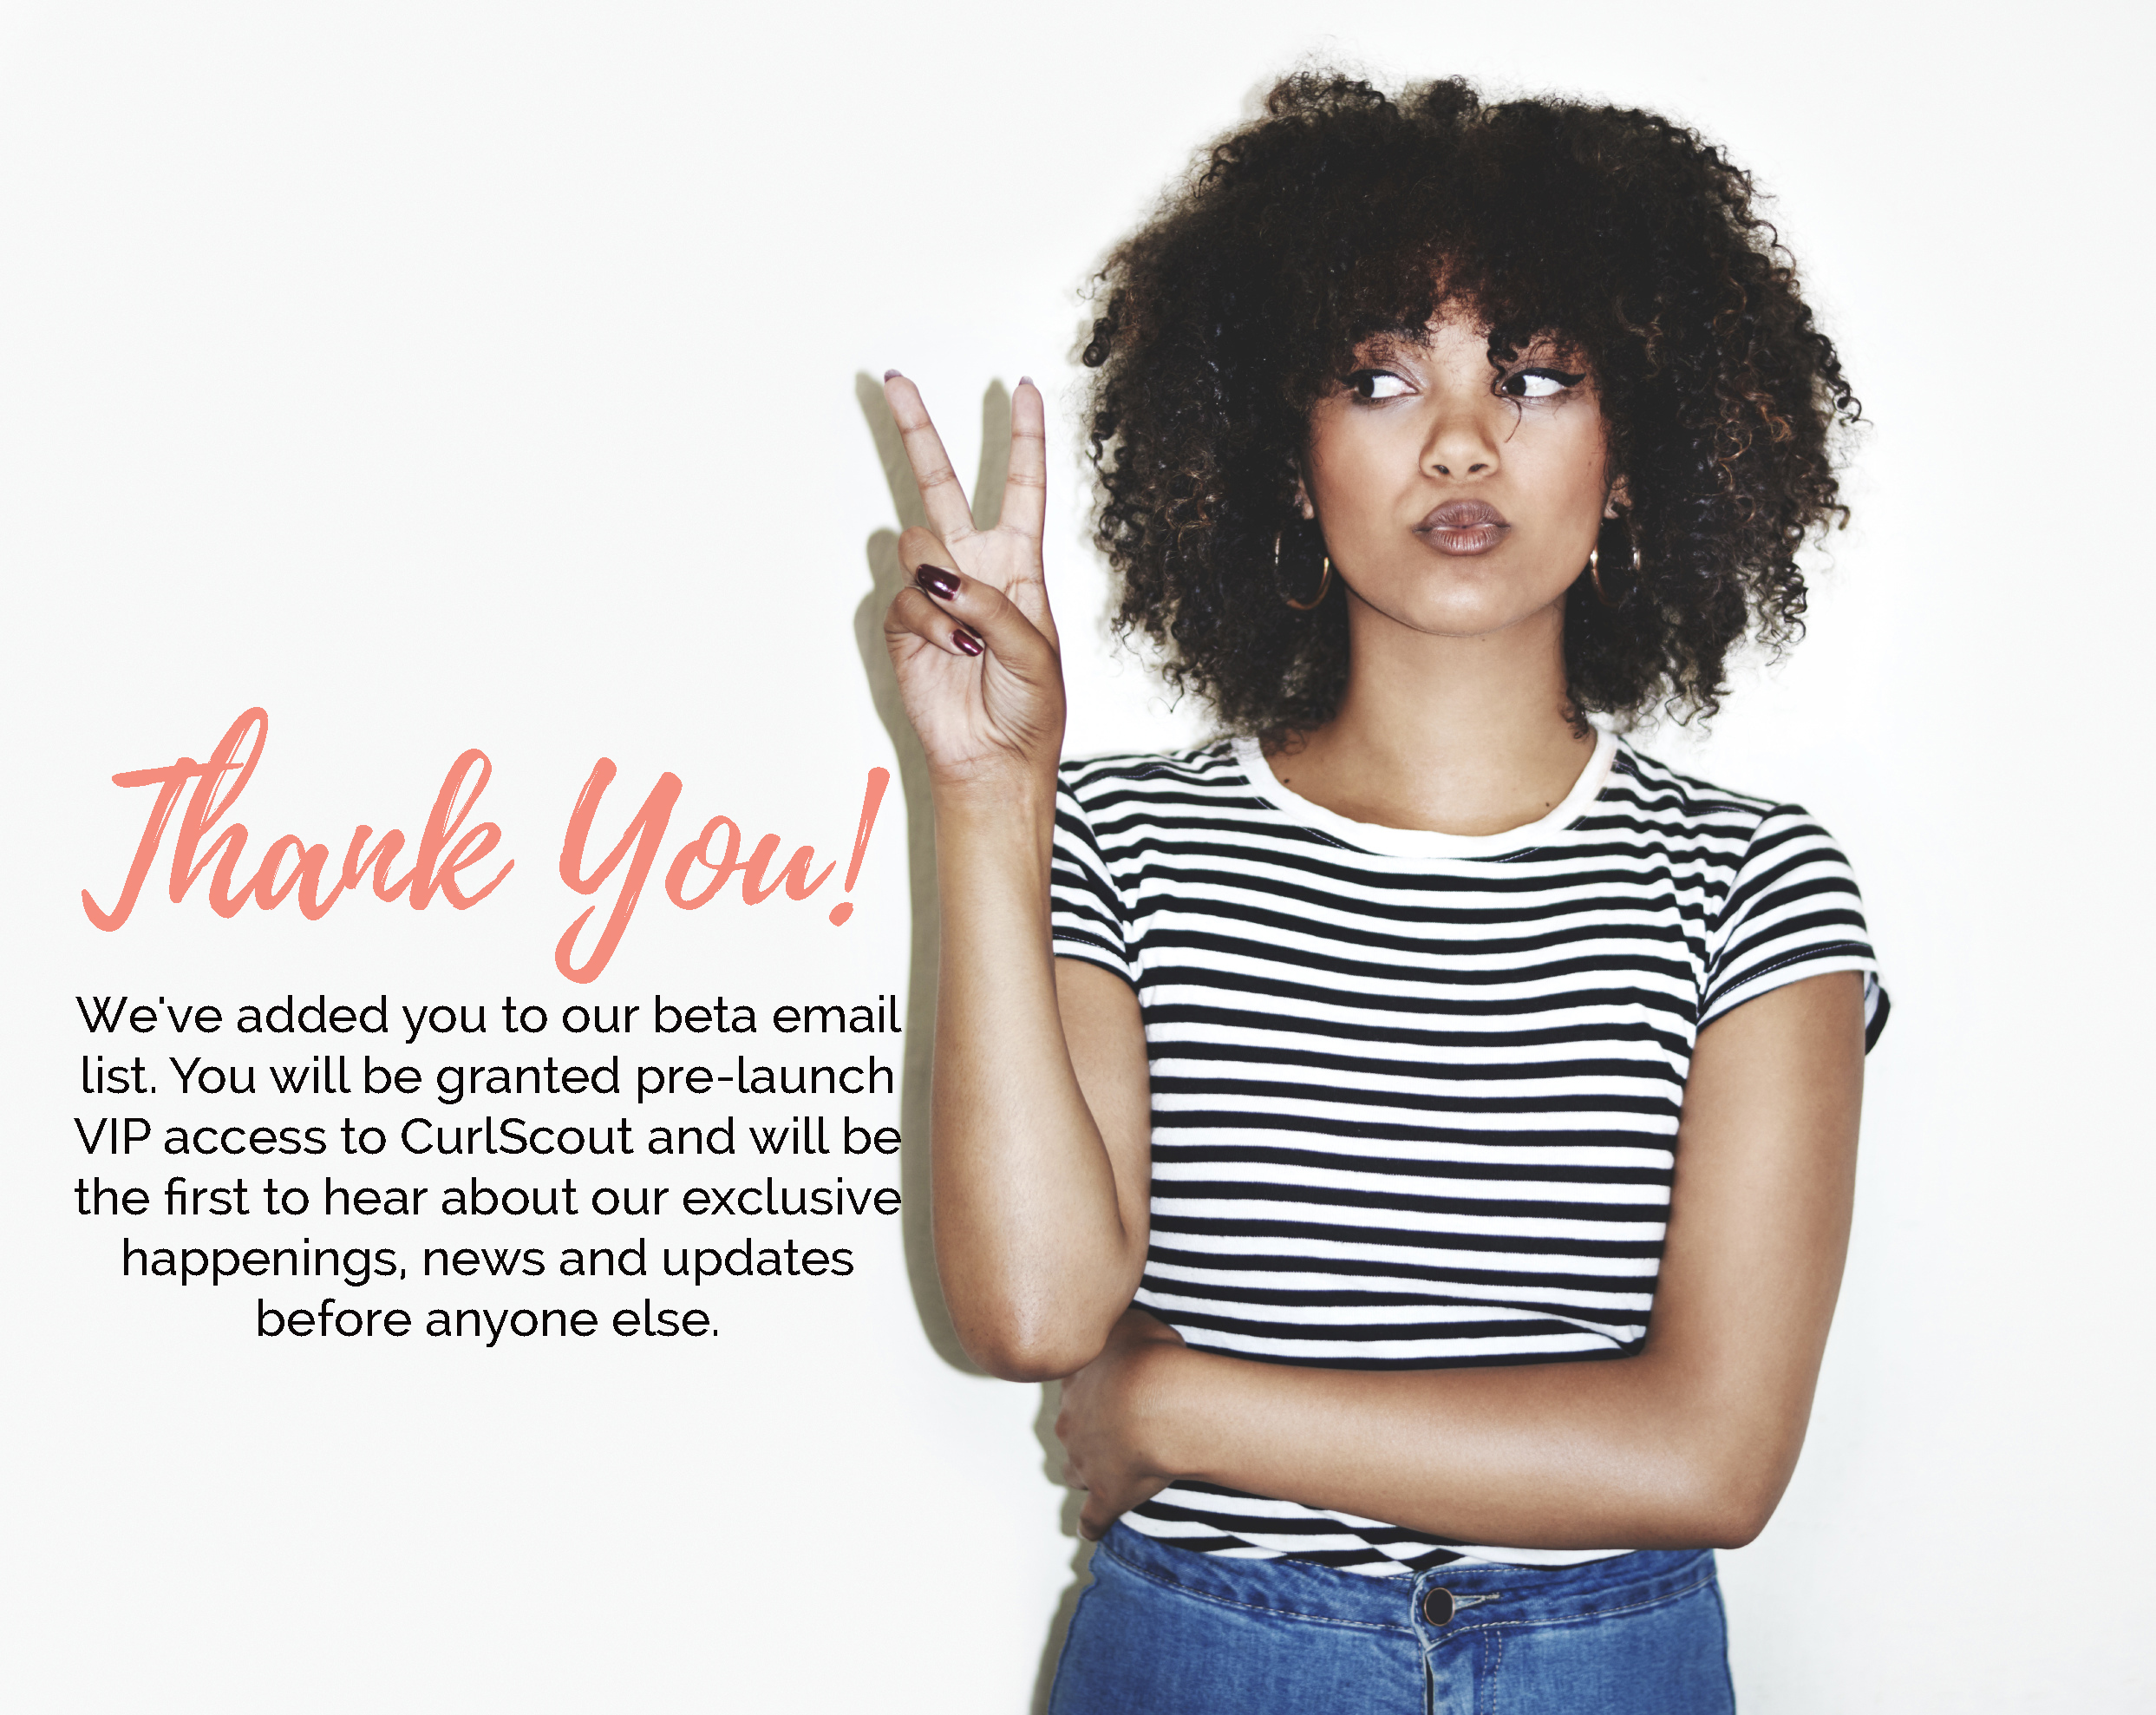 Thank You!
We've added you to our beta email
list. You will be granted pre-launch
VIP access to CurlScout and will be
the first to hear about our exclusive
happenings, news and updates
before anyone else.